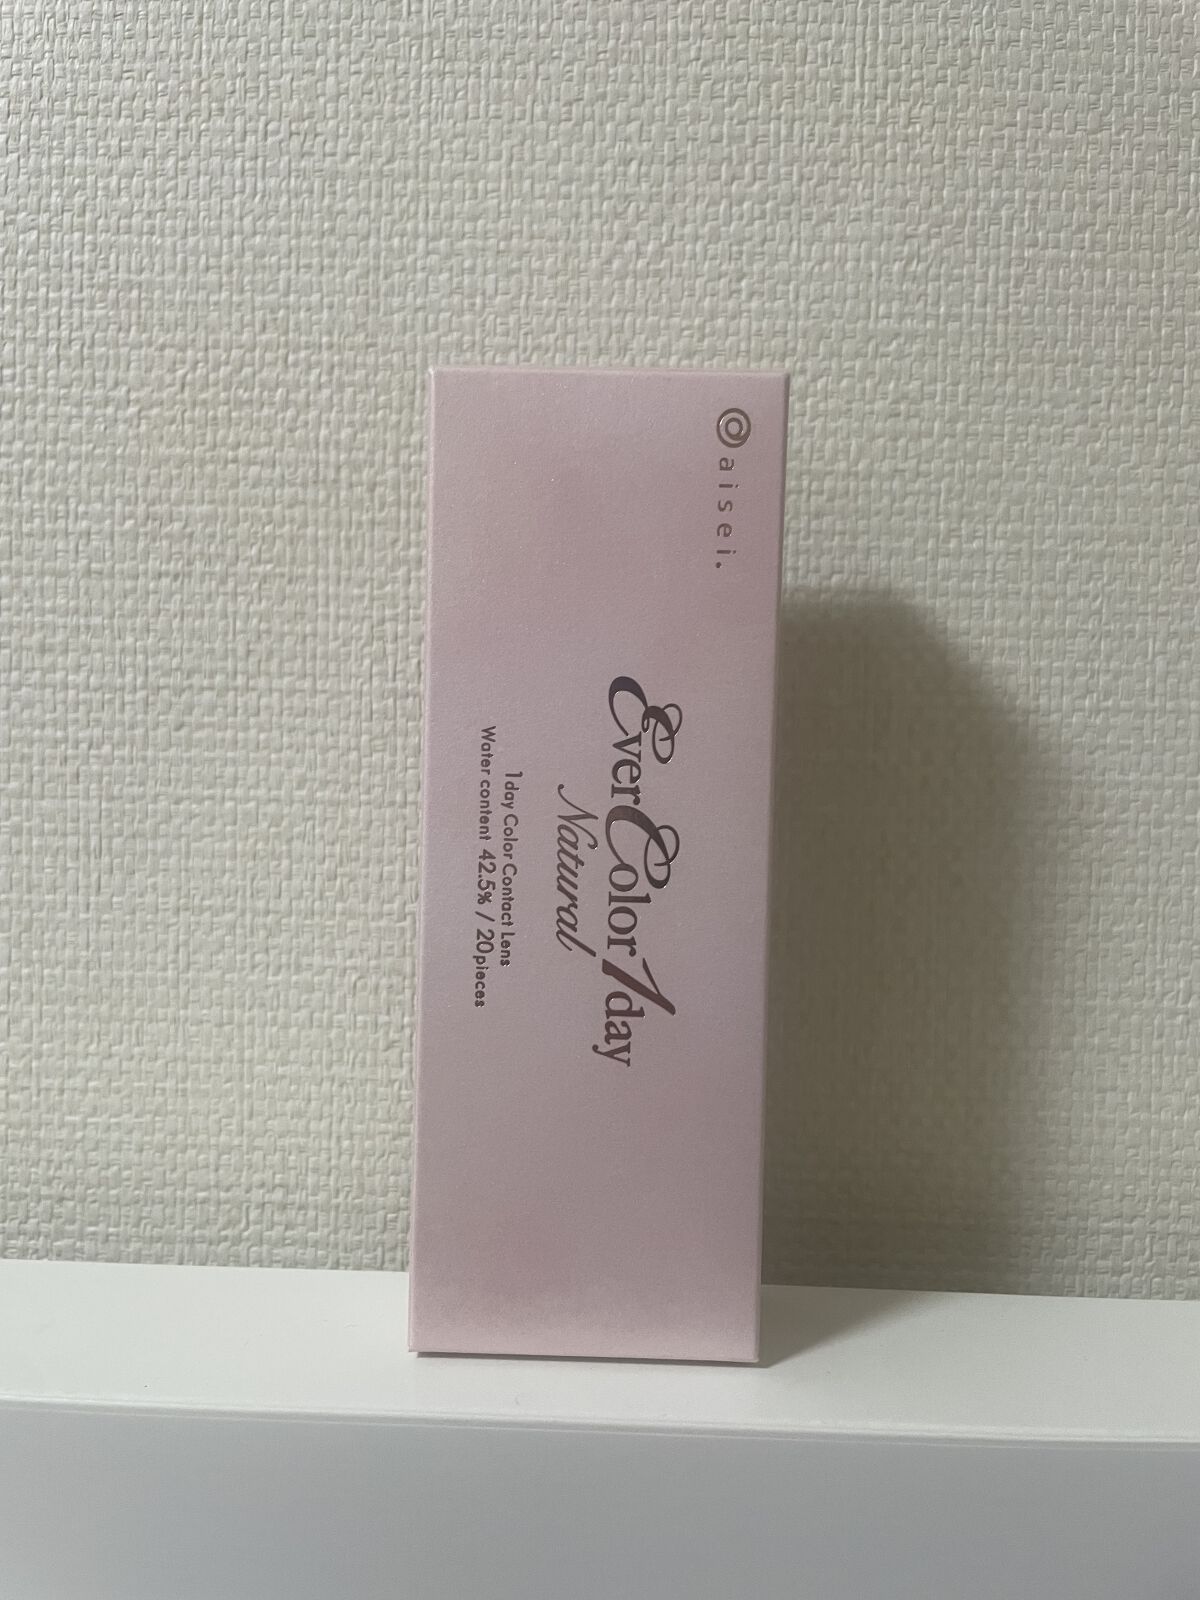 @aisei.
EverColor1day
Natural
1day Color Contact Lens
Water content 42.5% / 20pieces